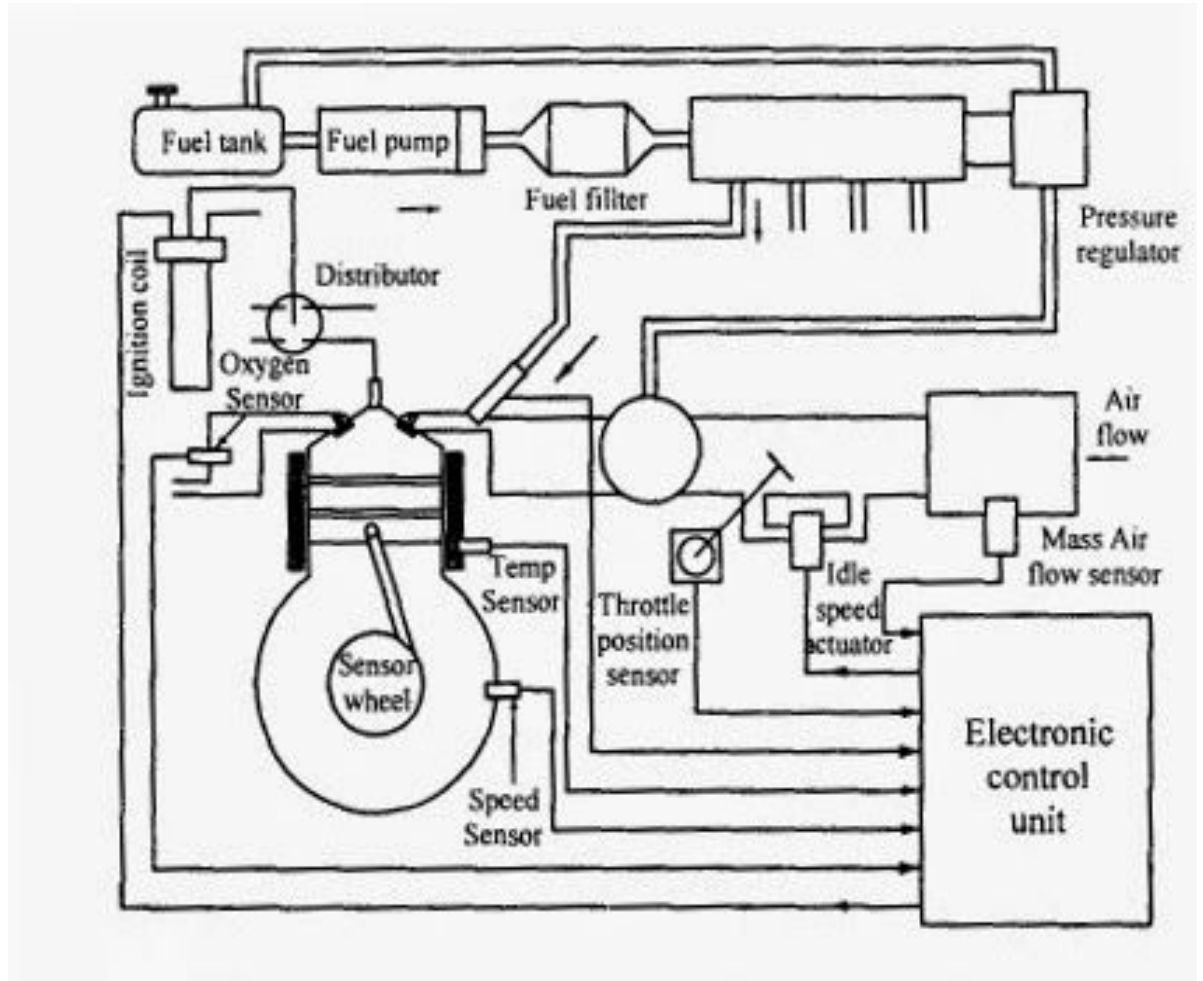 Fuel tank
Fuel pump
Fuel fillter
Pressure
regulator
Ignition coil
Distributor
Oxygen
Sensor
Air
flow
Mass Air
flow sensor
Temp
Sensor
Throttle
position
sensor
Idle
speed
actuator
Sensor
wheel
Speed
Sensor
Electronic
control
unit